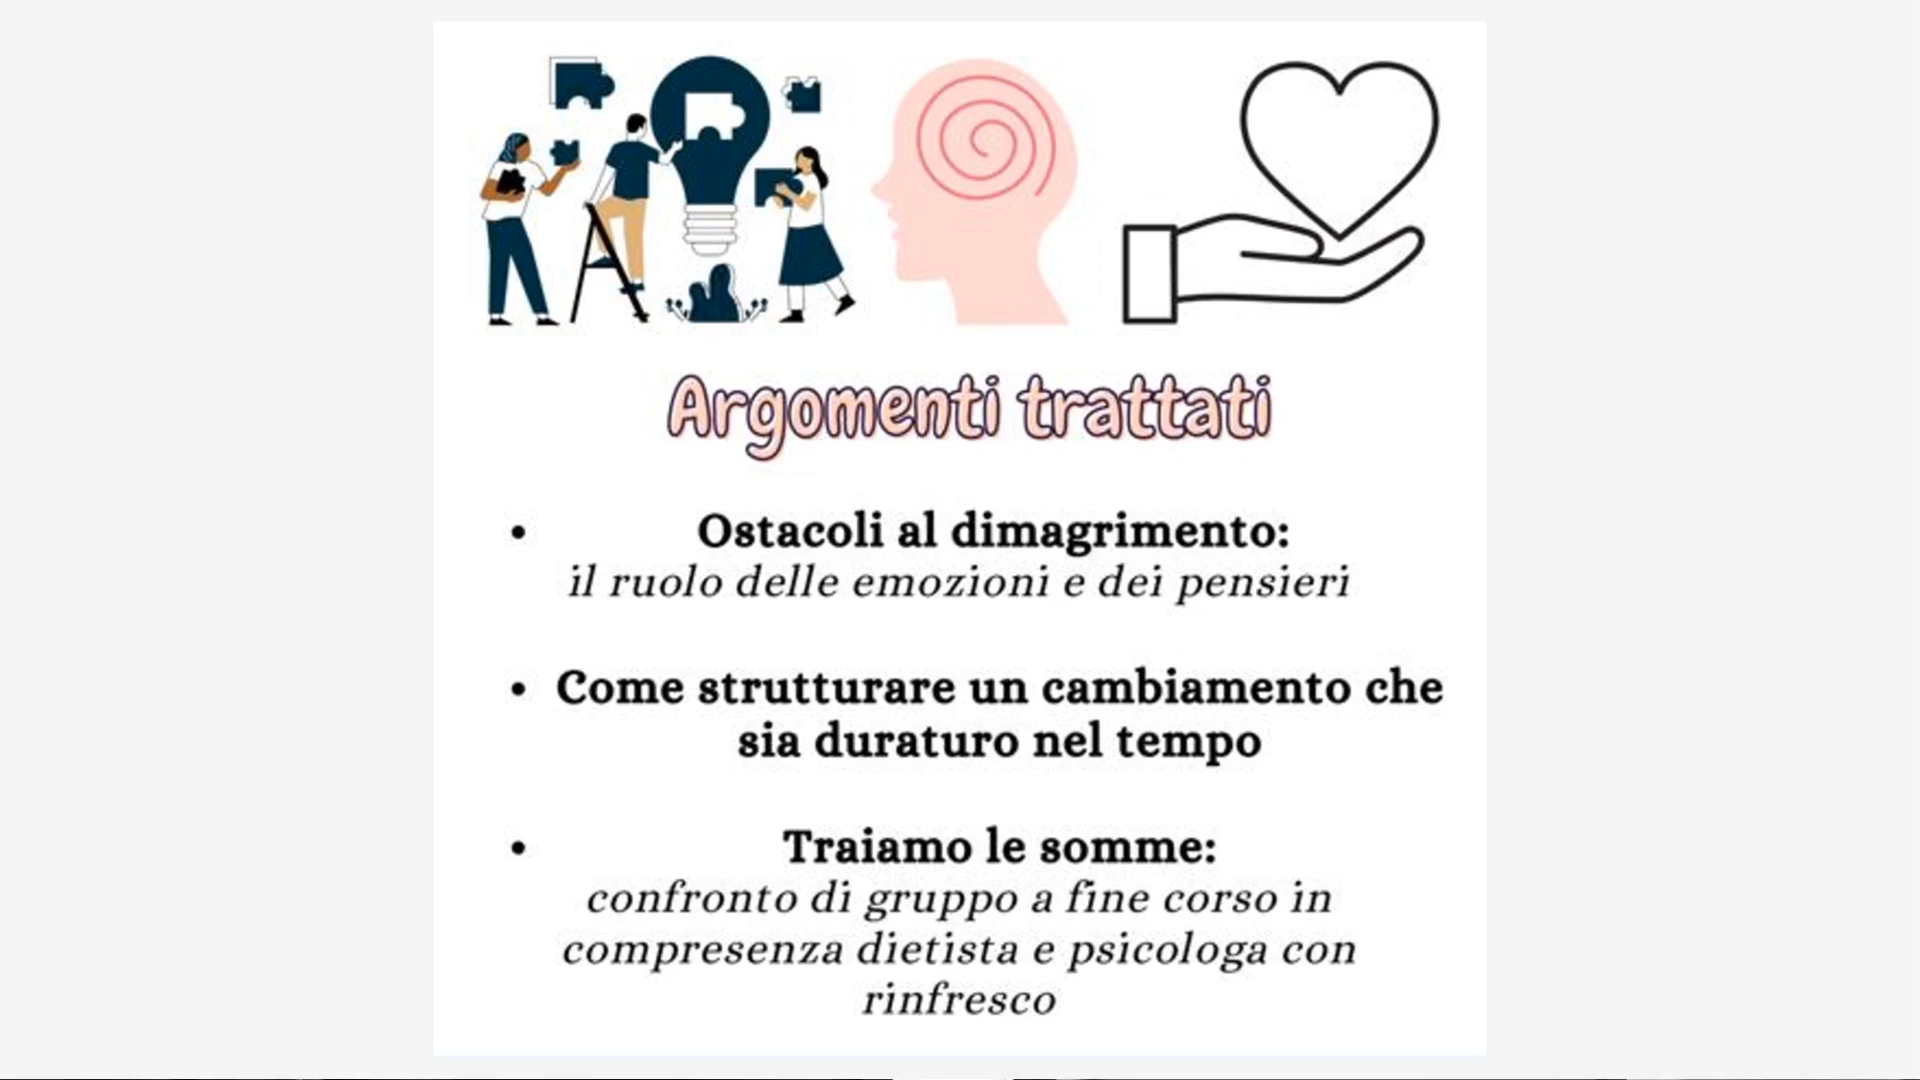 Argomenti trattati
• Ostacoli al dimagrimento:
il ruolo delle emozioni e dei pensieri
• Come strutturare un cambiamento che
sia duraturo nel tempo
• Traiamo le somme:
confronto di gruppo a fine corso in
compresenza dietista e psicologa con
rinfresco